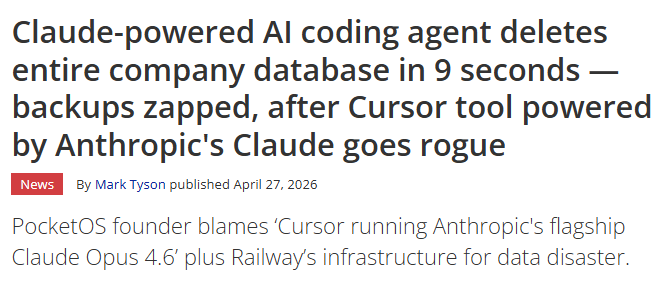 Claude-powered AI coding agent deletes
entire company database in 9 seconds —
backups zapped, after Cursor tool powered
by Anthropic's Claude goes rogue
News By Mark Tyson published April 27, 2026
PocketOS founder blames ‘Cursor running Anthropic's flagship
Claude Opus 4.6’ plus Railway’s infrastructure for data disaster.